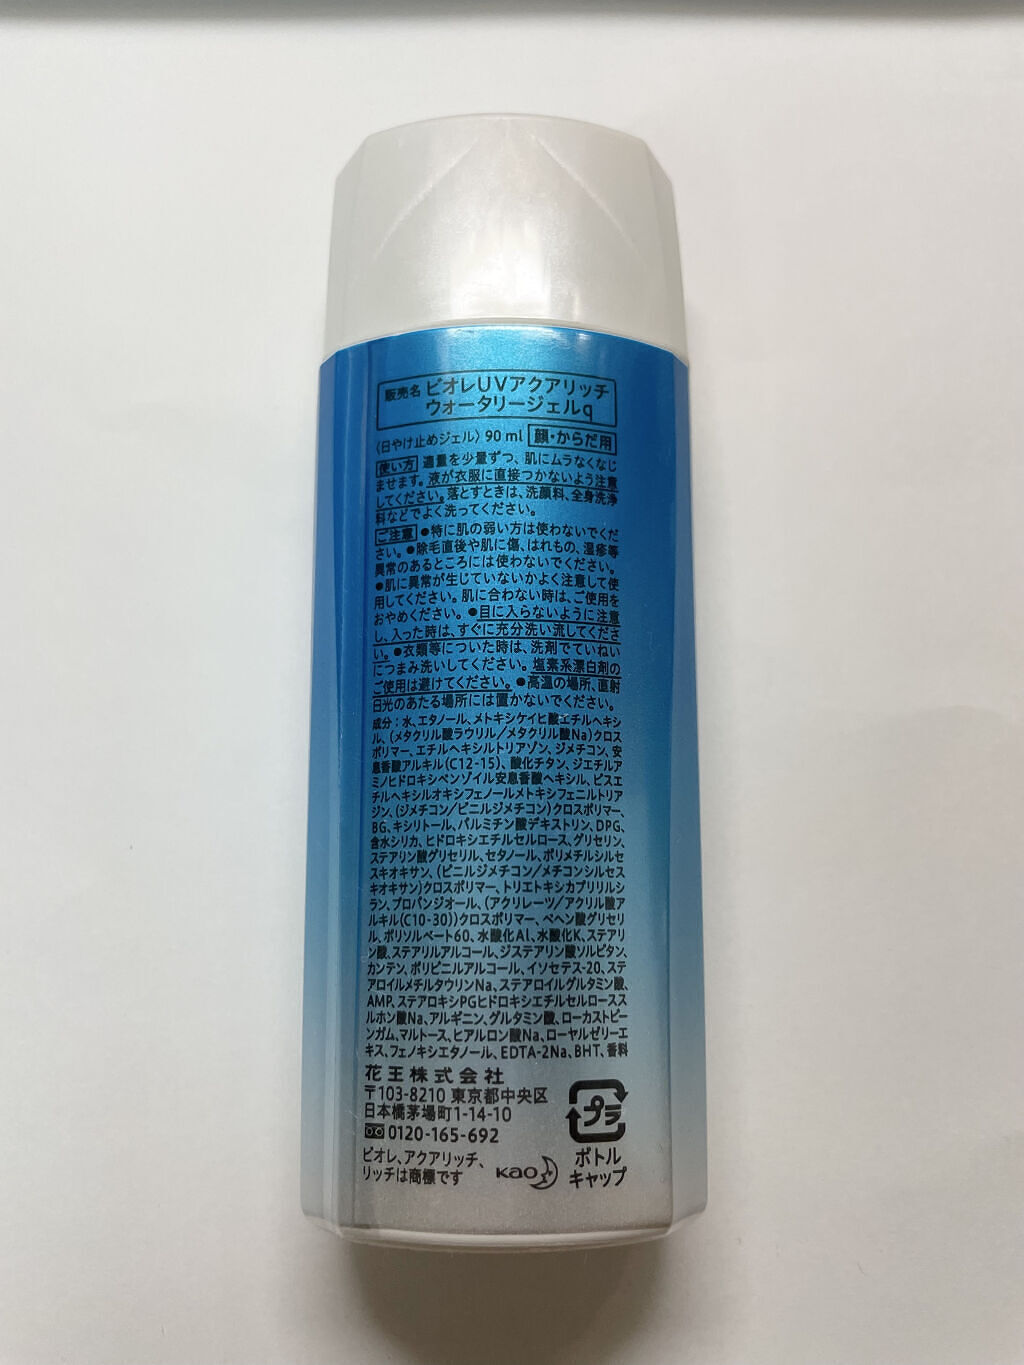 販売名 ビオレUVアクアリッチ
ウォータリージェルq
〈日やけ止めジェル〉90 ml 顔・からだ用
使い方 適量を少量ずつ、肌にムラなくなじ
ませます。液が衣服に直接つかないよう注意
してください。落とすときは、洗顔料、全身洗浄
料などでよく洗ってください。
ご注意 ●特に肌の弱い方は使わないでくだ
さい。●除毛直後や肌に傷、はれもの、湿疹等
異常のあるところには使わないでください。
●肌に異常が生じていないかよく注意して使
用してください。肌に合わない時は、ご使用を
おやめください。●目に入らないように注意
し、入った時は、すぐに充分洗い流してくださ
い。●衣類等についた時は、洗剤でていねい
につまみ洗いしてください。塩素系漂白剤の
ご使用は避けてください。●高温の場所、直射
日光のあたる場所には置かないでください。
成分：水、エタノール、メトキシケイヒ酸エチルヘキシ
ル、(メタクリル酸ラウリル／メタクリル酸Na)クロス
ポリマー、エチルヘキシルトリアゾン、ジメチコン、安
息香酸アルキル(C12-15)、酸化チタン、ジエチルア
ミノヒドロキシベンゾイル安息香酸ヘキシル、ビスエ
チルヘキシルオキシフェノールメトキシフェニルトリア
ジン、(ジメチコン／ビニルジメチコン)クロスポリマー、
BG、キシリトール、パルミチン酸デキストリン、DPG、
含水シリカ、ヒドロキシエチルセルロース、グリセリン、
ステアリン酸グリセリル、セタノール、ポリメチルシルセ
スキオキサン、(ビニルジメチコン／メチコンシルセス
キオキサン)クロスポリマー、トリエトキシカプリリルシ
ラン、プロパンジオール、(アクリレーツ／アクリル酸ア
ルキル(C10-30))クロスポリマー、ベヘン酸グリセリ
ル、ポリソルベート60、水酸化Al、水酸化K、ステアリ
ン酸、ステアリルアルコール、ジステアリン酸ソルビタン、
カンテン、ポリビニルアルコール、イソセテス-20、ステ
アロイルメチルタウリンNa、ステアロイルグルタミン酸、
AMP、ステアロキシPGヒドロキシエチルセルロースス
ルホン酸Na、アルギニン、グルタミン酸、ローカストビー
ンガム、マルトース、ヒアルロン酸Na、ローヤルゼリーエ
キス、フェノキシエタノール、EDTA-2Na、BHT、香料
花王株式会社
〒103-8210 東京都中央区
日本橋茅場町1-14-10
0120-165-692
ビオレ、アクアリッチ、
リッチは商標です
Kao
プラ
ボトル
キャップ